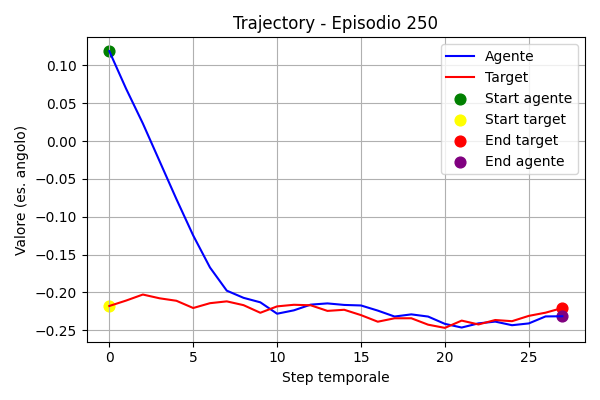 Trajectory - Episodio 250
Valore (es. angolo)
0.10
0.05
0.00
−0.05
−0.10
−0.15
−0.20
−0.25
Agente
Target
Start agente
Start target
End target
End agente
0 5 10 15 20 25
Step temporale